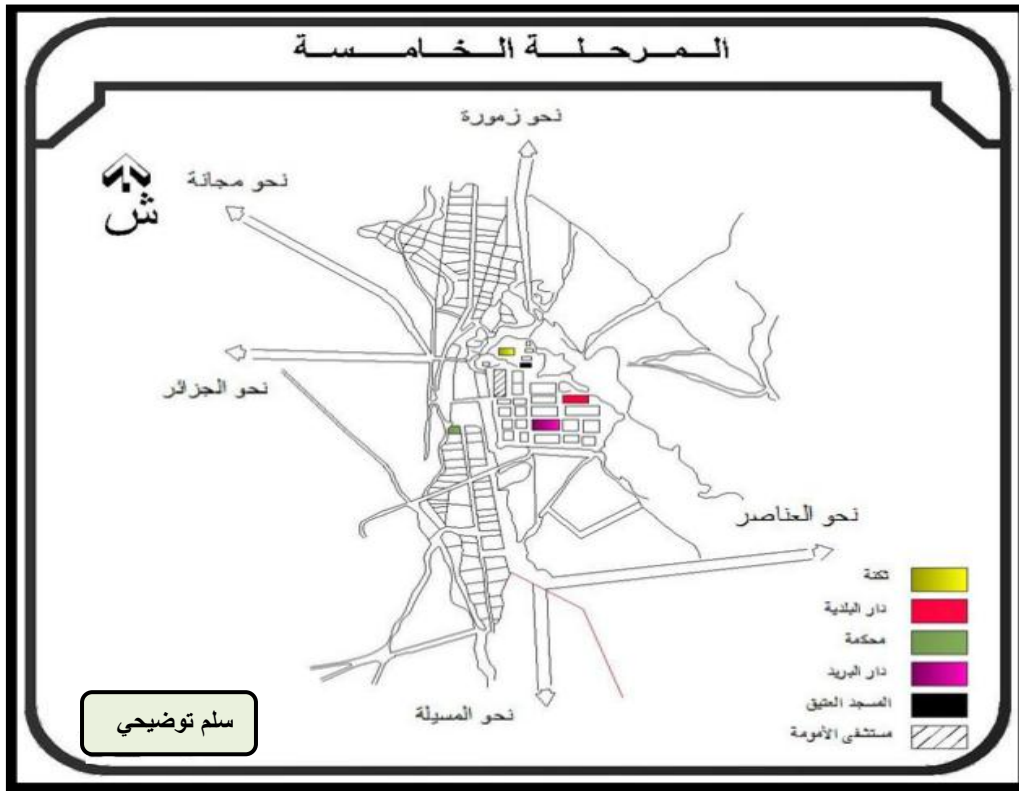 المرحلة الخامسة
نحو زمورة
نحو مجانة
ش
نحو الجزائر
نحو العناصر
نحو المسيلة
ثكنة
دار البلدية
محكمة
دار البريد
المسجد العتيق
مستشفى الأمومة
سلم توضيحي